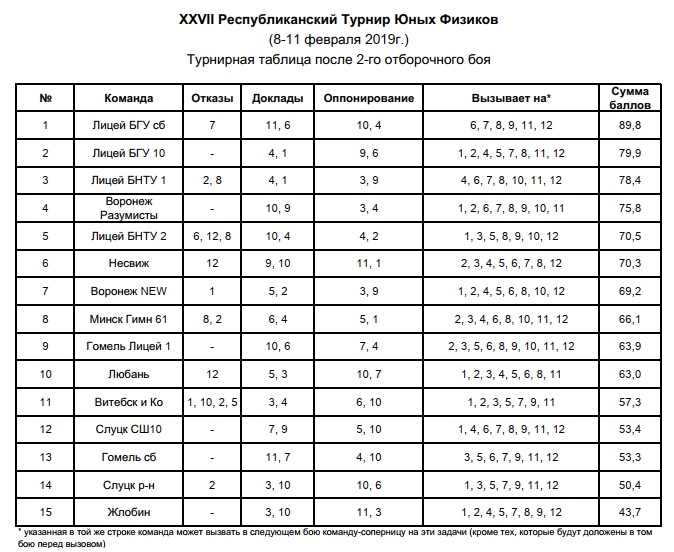 XXVII Республиканский Турнир Юных Физиков
(8-11 февраля 2019г.)
Турнирная таблица после 2-го отборочного боя
№ Команда Отказы Доклады Оппонирование Вызывает на* Сумма баллов
1 Лицей БГУ сб 7 11, 6 10, 4 6, 7, 8, 9, 11, 12 89,8
2 Лицей БГУ 10 - 4, 1 9, 6 1, 2, 4, 5, 7, 8, 11, 12 79,9
3 Лицей БНТУ 1 2, 8 4, 1 3, 9 4, 6, 7, 8, 10, 11, 12 78,4
4 Воронеж Разумисты - 10, 9 3, 4 1, 2, 6, 7, 8, 9, 10, 11 75,8
5 Лицей БНТУ 2 6, 12, 8 10, 4 4, 2 1, 3, 5, 8, 9, 10, 12 70,5
6 Несвиж 12 9, 10 11, 1 2, 3, 4, 5, 6, 7, 8, 12 70,3
7 Воронеж NEW 1 5, 2 3, 9 1, 2, 4, 5, 6, 8, 10, 12 69,2
8 Минск Гимн 61 8, 2 6, 4 5, 1 2, 3, 4, 6, 8, 10, 11, 12 66,1
9 Гомель Лицей 1 - 10, 6 7, 4 2, 3, 5, 6, 8, 9, 10, 11, 12 63,9
10 Любань 12 5, 3 10, 7 1, 2, 3, 4, 5, 6, 8, 11 63,0
11 Витебск и Ко 1, 10, 2, 5 3, 4 6, 10 1, 2, 3, 5, 7, 9, 11 57,3
12 Слуцк СШ10 - 7, 9 5, 10 1, 4, 6, 7, 8, 9, 11, 12 53,4
13 Гомель сб - 11, 7 4, 10 3, 5, 6, 7, 9, 11, 12 53,3
14 Слуцк р-н 2 3, 10 6, 10 1, 5, 6, 7, 9, 11, 12 50,4
15 Жлобин - 3, 10 11, 3 1, 2, 4, 5, 7, 8, 9, 12 43,7
* указанная в той же строке команда может вызвать в следующем бою команду-соперницу на эти задачи (кроме тех, которые будут доложены в том
бою перед вызовом)